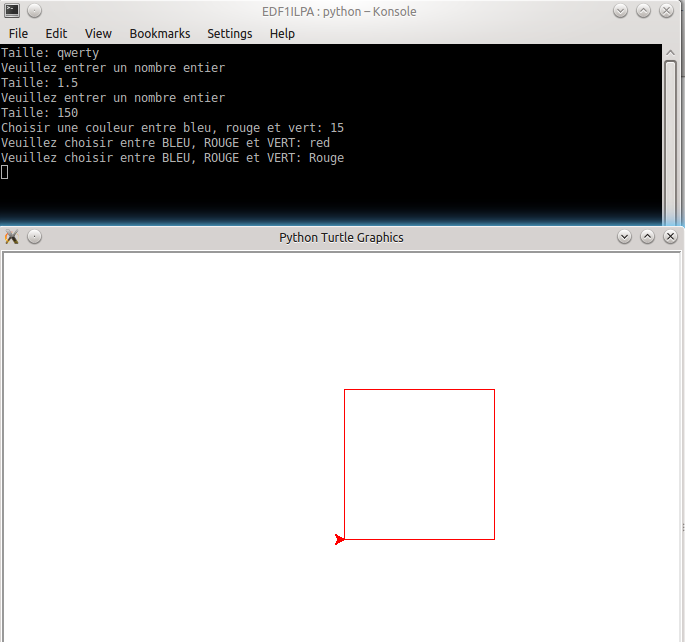 EDF1ILPA : python – Konsole
File Edit View Bookmarks Settings Help
Taille: qwerty
Veuillez entrer un nombre entier
Taille: 1.5
Veuillez entrer un nombre entier
Taille: 150
Choisir une couleur entre bleu, rouge et vert: 15
Veuillez choisir entre BLEU, ROUGE et VERT: red
Veuillez choisir entre BLEU, ROUGE et VERT: Rouge
Python Turtle Graphics